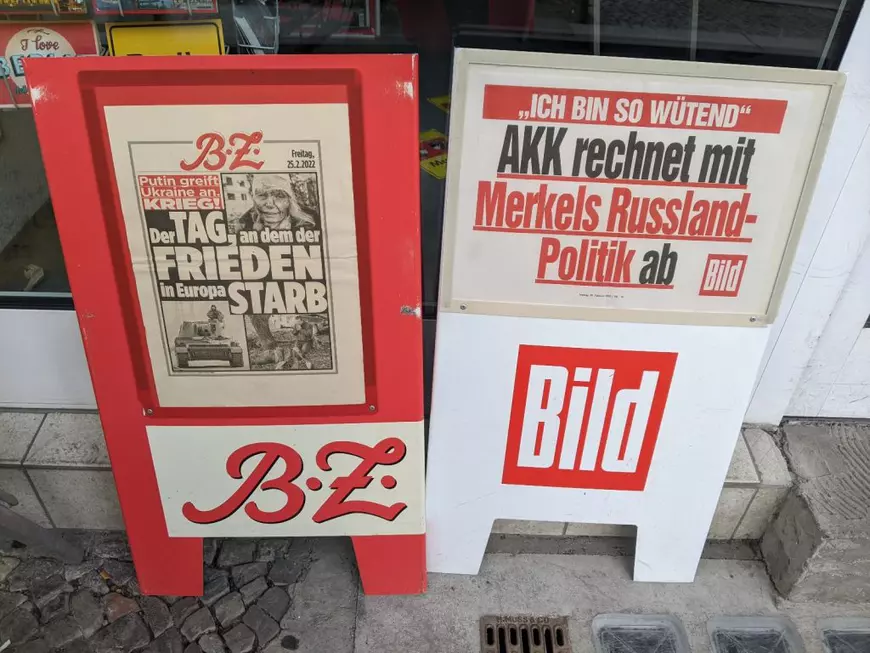 I love
B.Z.
Freitag,
25.2.2022
Putin greift
Ukraine an.
KRIEG!
Der TAG, an dem der
FRIEDEN
in Europa STARB
B.Z.
„ICH BIN SO WÜTEND“
AKK rechnet mit
Merkels Russland-
Politik ab
Bild
Bild